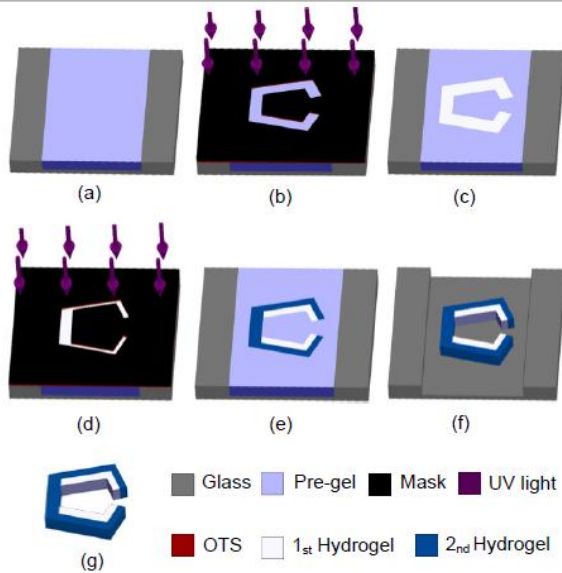 (a)
(b)
(c)
(d)
(e)
(f)
(g)
Glass Pre-gel Mask UV light
OTS 1st Hydrogel 2nd Hydrogel